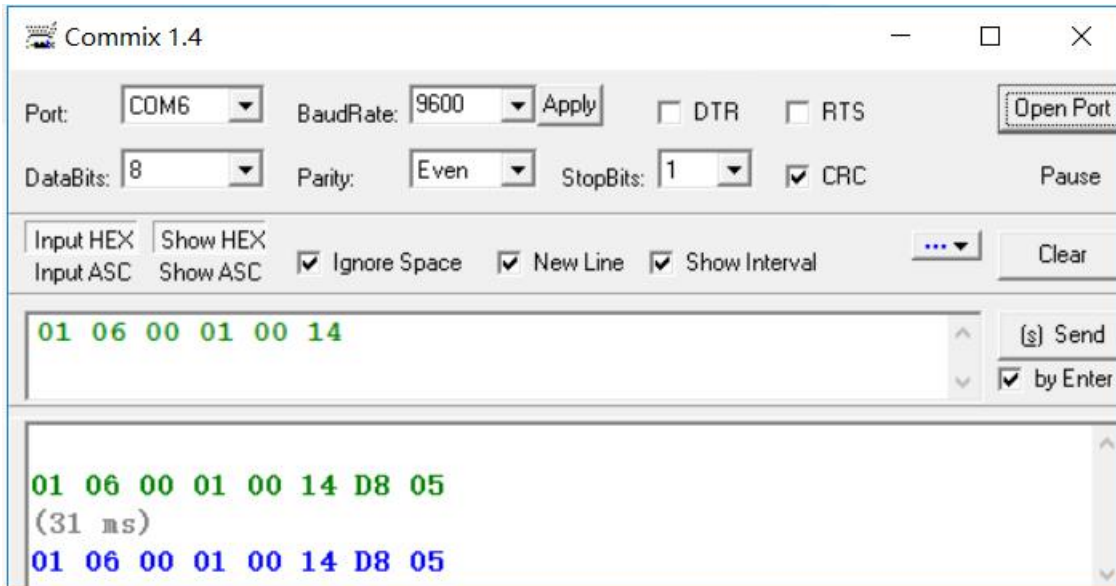 Commix 1.4
Port: COM6 BaudRate: 9600 Apply DTR RTS Open Port
DataBits: 8 Parity: Even StopBits: 1 CRC Pause
Input HEX Show HEX
Input ASC Show ASC Ignore Space New Line Show Interval ... Clear
01 06 00 01 00 14
(s) Send
by Enter
01 06 00 01 00 14 D8 05
(31 ms)
01 06 00 01 00 14 D8 05